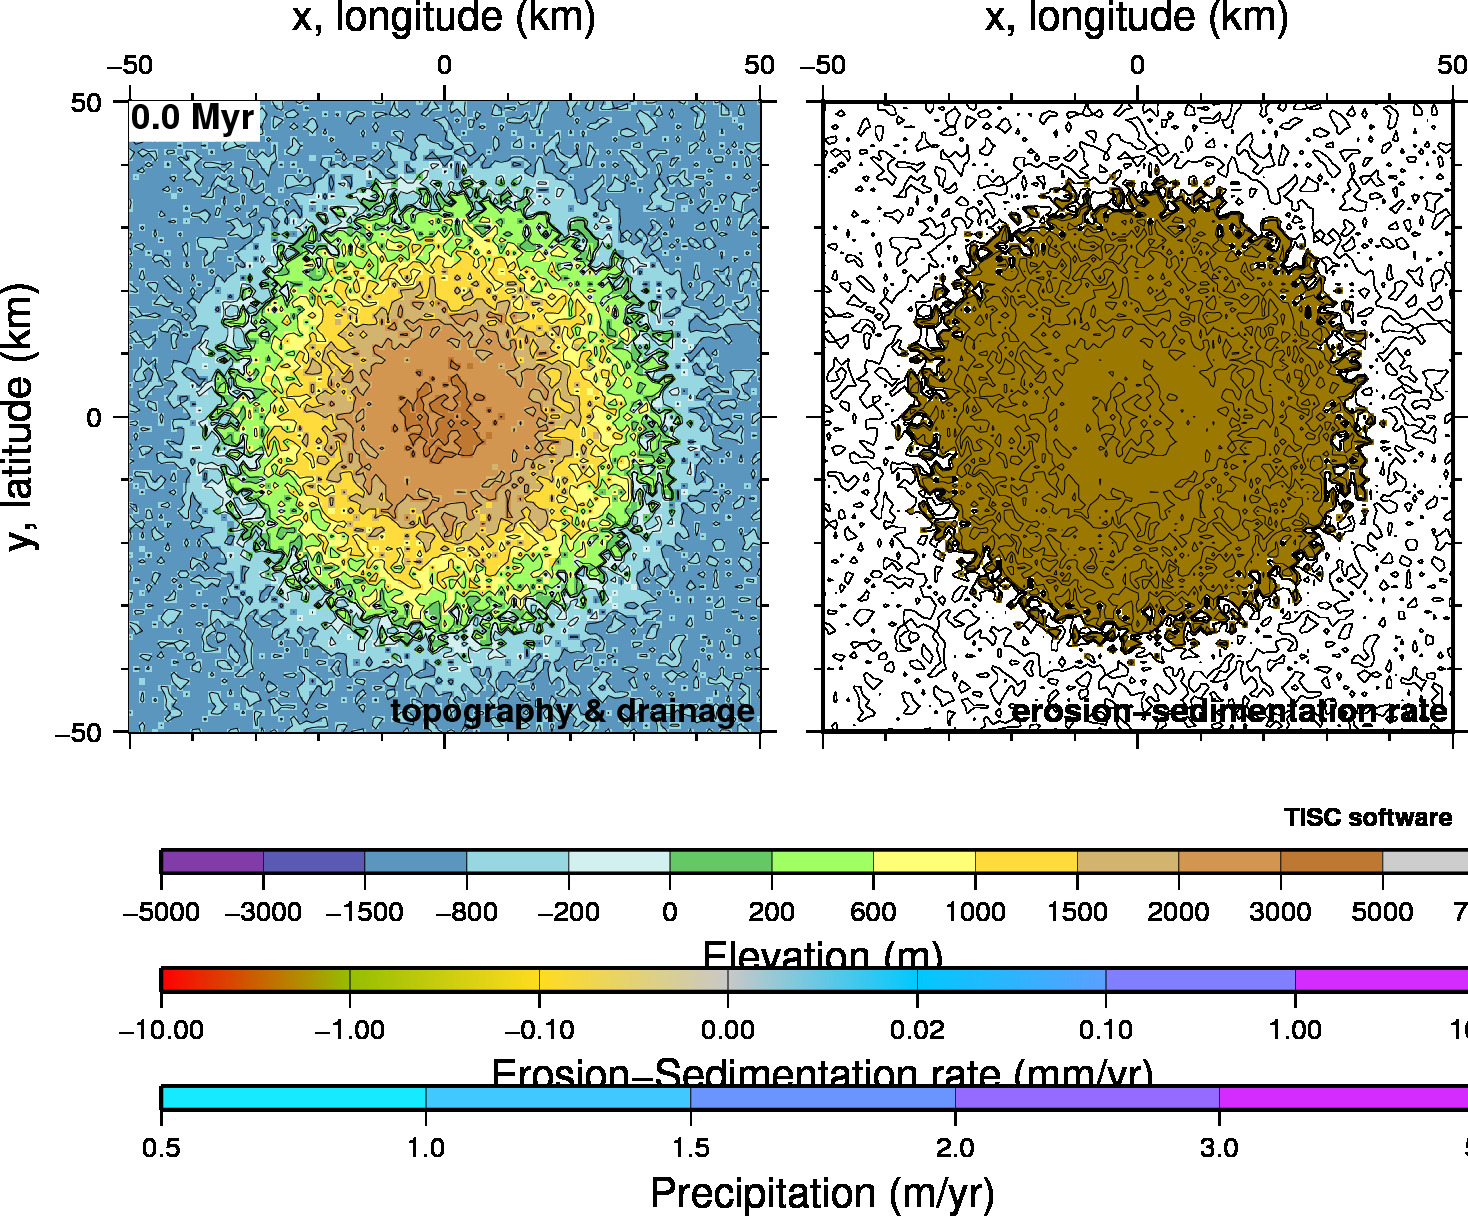 x, longitude (km) x, longitude (km)
−50 0 50 −50 0 50
50
0.0 Myr
0
−50
y, latitude (km)
topography & drainage erosion−sedimentation rate
TISC software
−5000 −3000 −1500 −800 −200 0 200 600 1000 1500 2000 3000 5000 7
Elevation (m)
−10.00 −1.00 −0.10 0.00 0.02 0.10 1.00 10
Erosion−Sedimentation rate (mm/yr)
0.5 1.0 1.5 2.0 3.0
Precipitation (m/yr)